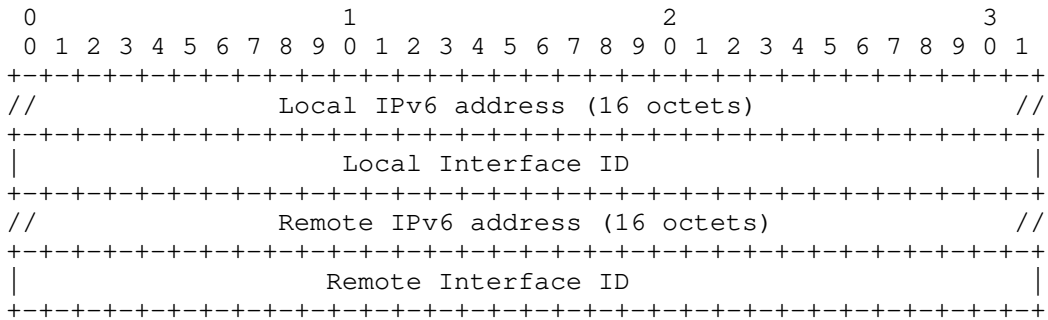 0                   1                   2                   3
 0 1 2 3 4 5 6 7 8 9 0 1 2 3 4 5 6 7 8 9 0 1 2 3 4 5 6 7 8 9 0 1
+-+-+-+-+-+-+-+-+-+-+-+-+-+-+-+-+-+-+-+-+-+-+-+-+-+-+-+-+-+-+-+-+
//               Local IPv6 address (16 octets)                //
+-+-+-+-+-+-+-+-+-+-+-+-+-+-+-+-+-+-+-+-+-+-+-+-+-+-+-+-+-+-+-+-+
|                    Local Interface ID                         |
+-+-+-+-+-+-+-+-+-+-+-+-+-+-+-+-+-+-+-+-+-+-+-+-+-+-+-+-+-+-+-+-+
//               Remote IPv6 address (16 octets)               //
+-+-+-+-+-+-+-+-+-+-+-+-+-+-+-+-+-+-+-+-+-+-+-+-+-+-+-+-+-+-+-+-+
|                   Remote Interface ID                         |
+-+-+-+-+-+-+-+-+-+-+-+-+-+-+-+-+-+-+-+-+-+-+-+-+-+-+-+-+-+-+-+-+